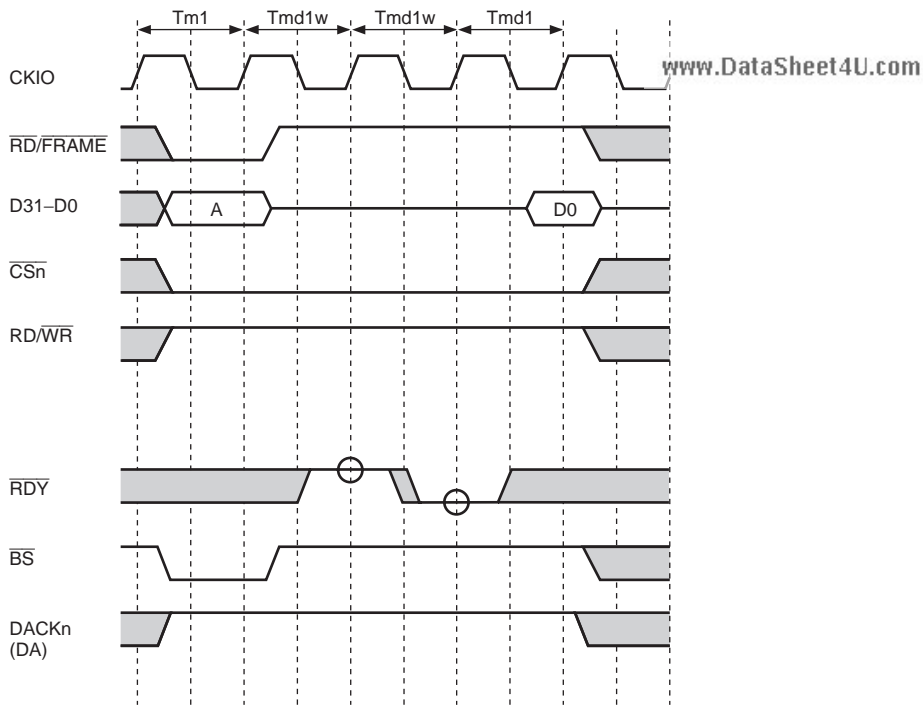 Tm1 Tmd1w Tmd1w Tmd1
CKIO
www.DataSheet4U.com
RD/FRAME
D31–D0 A D0
CSn
RD/WR
RDY
BS
DACKn
(DA)